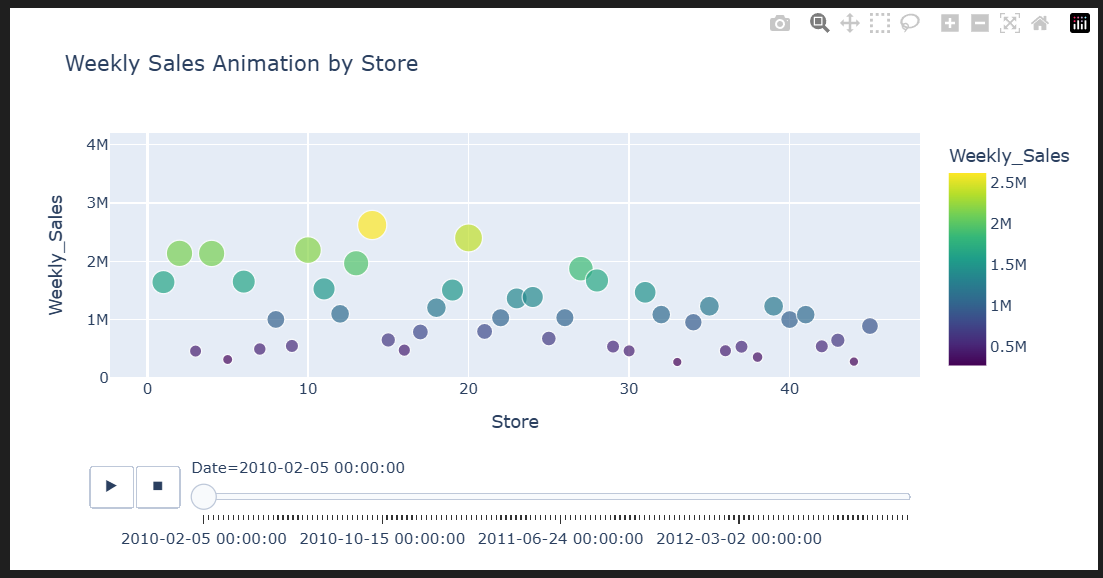 Weekly Sales Animation by Store
Weekly_Sales
4M
3M
2M
1M
0
0 10 20 30 40
Store
Weekly_Sales
2.5M
2M
1.5M
1M
0.5M
Date=2010-02-05 00:00:00
2010-02-05 00:00:00 2010-10-15 00:00:00 2011-06-24 00:00:00 2012-03-02 00:00:00